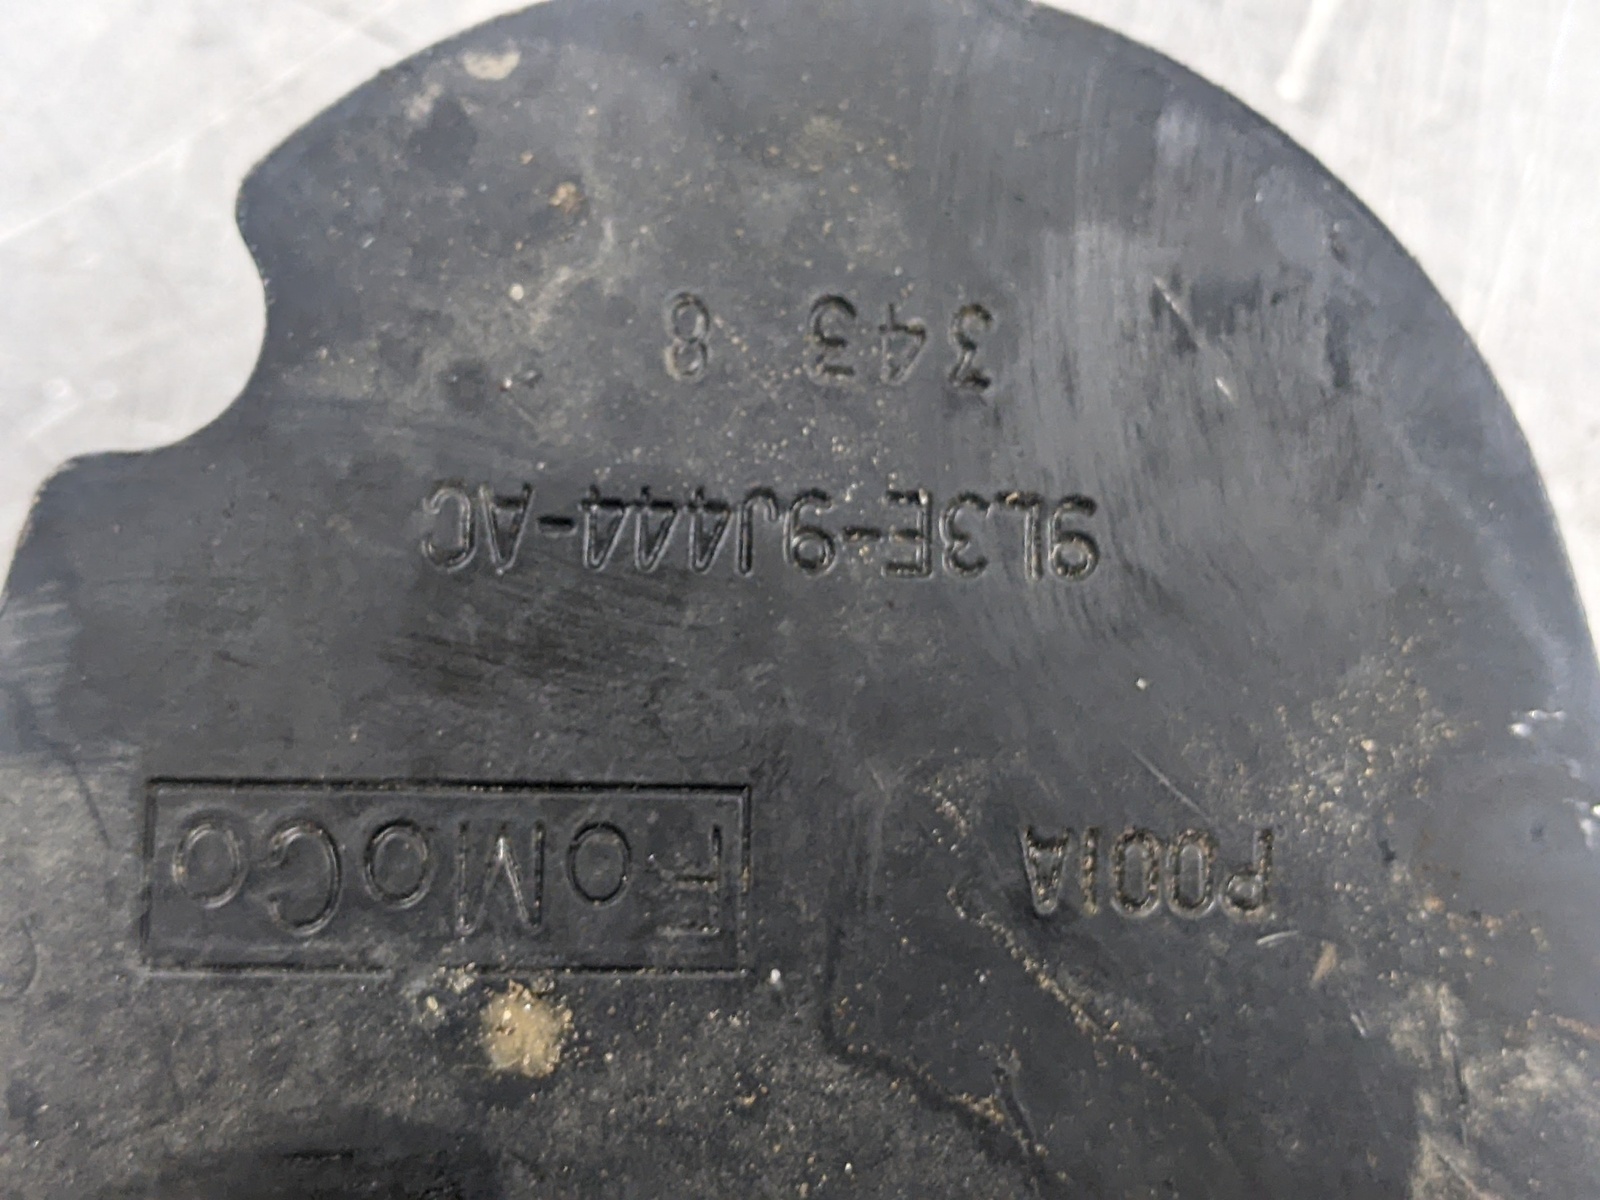 P001A FoMoCo
9L3E-9J444-AC
343 8